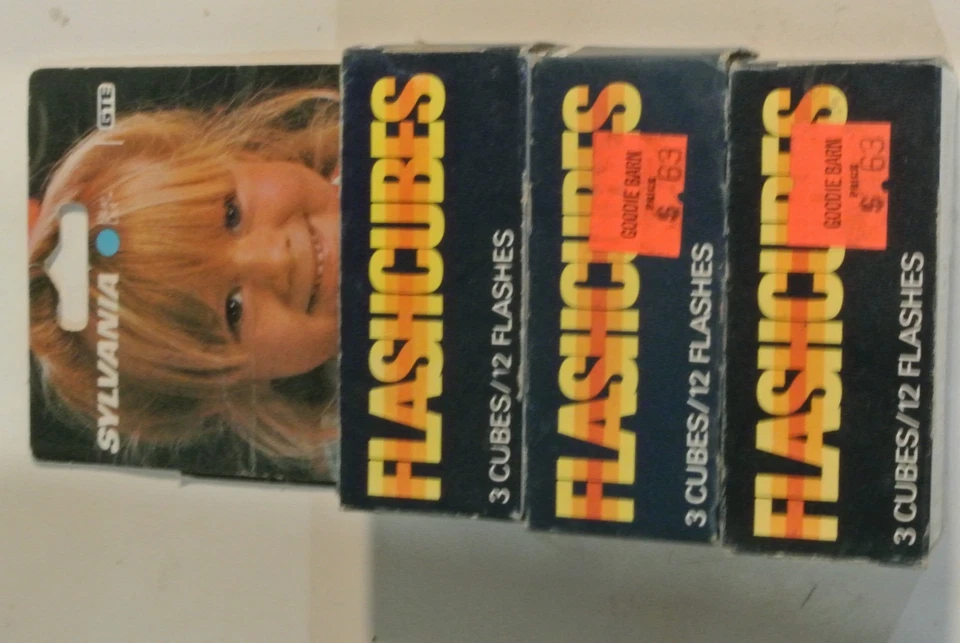 GTE
SYLVANIA
FLASHCUBES
3 CUBES/12 FLASHES
FLASHCUBES
GOODIE BARN
PRICE
$.63
3 CUBES/12 FLASHES
FLASHCUBES
GOODIE BARN
PRICE
$.63
3 CUBES/12 FLASHES